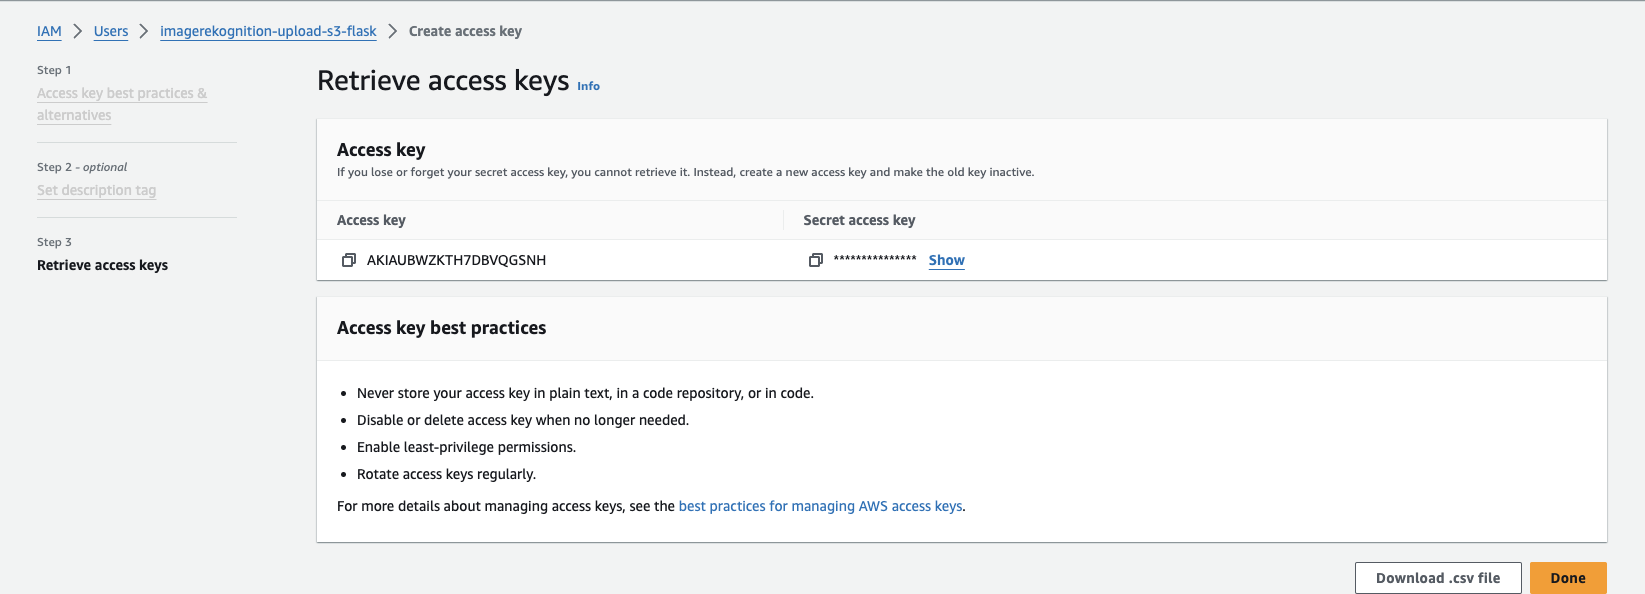 IAM > Users > imagerekognition-upload-s3-flask > Create access key
Step 1
Access key best practices &
alternatives
Step 2 - optional
Set description tag
Step 3
Retrieve access keys
Retrieve access keys Info
Access key
If you lose or forget your secret access key, you cannot retrieve it. Instead, create a new access key and make the old key inactive.
Access key Secret access key
AKIAUBWZKTH7DBVQGSNH *************** Show
Access key best practices
• Never store your access key in plain text, in a code repository, or in code.
• Disable or delete access key when no longer needed.
• Enable least-privilege permissions.
• Rotate access keys regularly.
For more details about managing access keys, see the best practices for managing AWS access keys.
Download .csv file Done